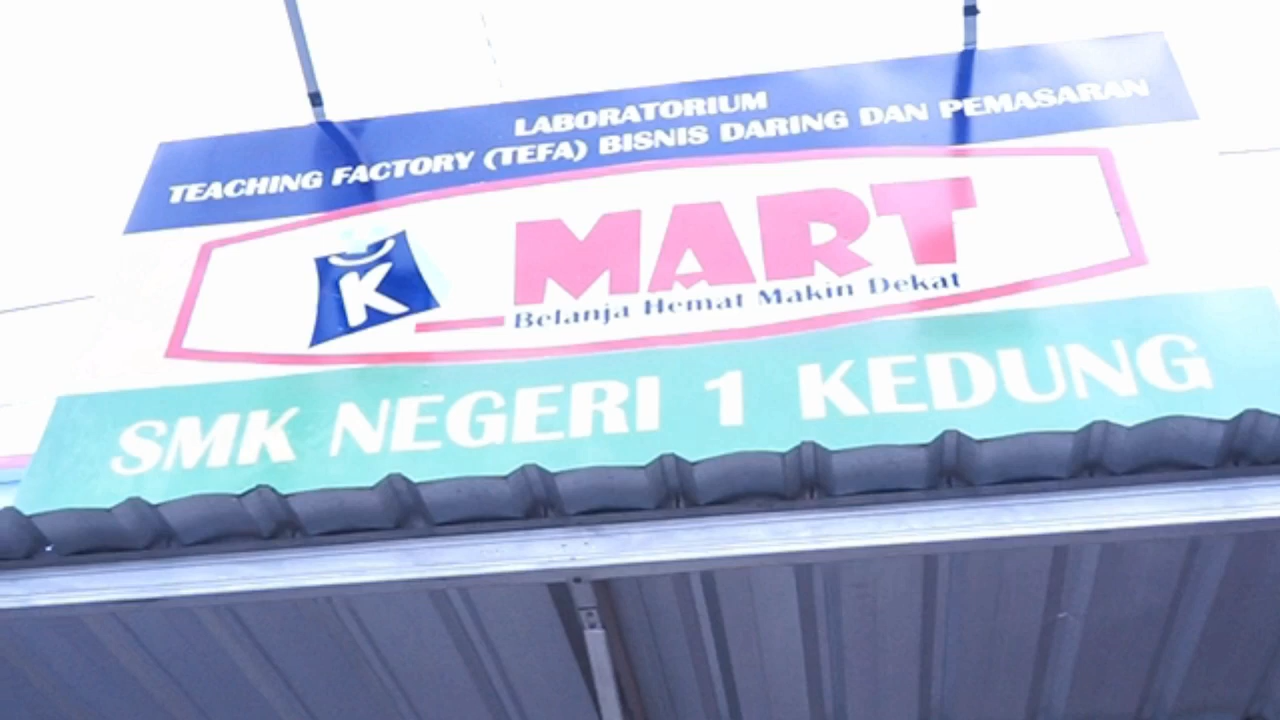 LABORATORIUM
TEACHING FACTORY (TEFA) BISNIS DARING DAN PEMASARAN
K MART
Belanja Hemat Makin Dekat
SMK NEGERI 1 KEDUNG